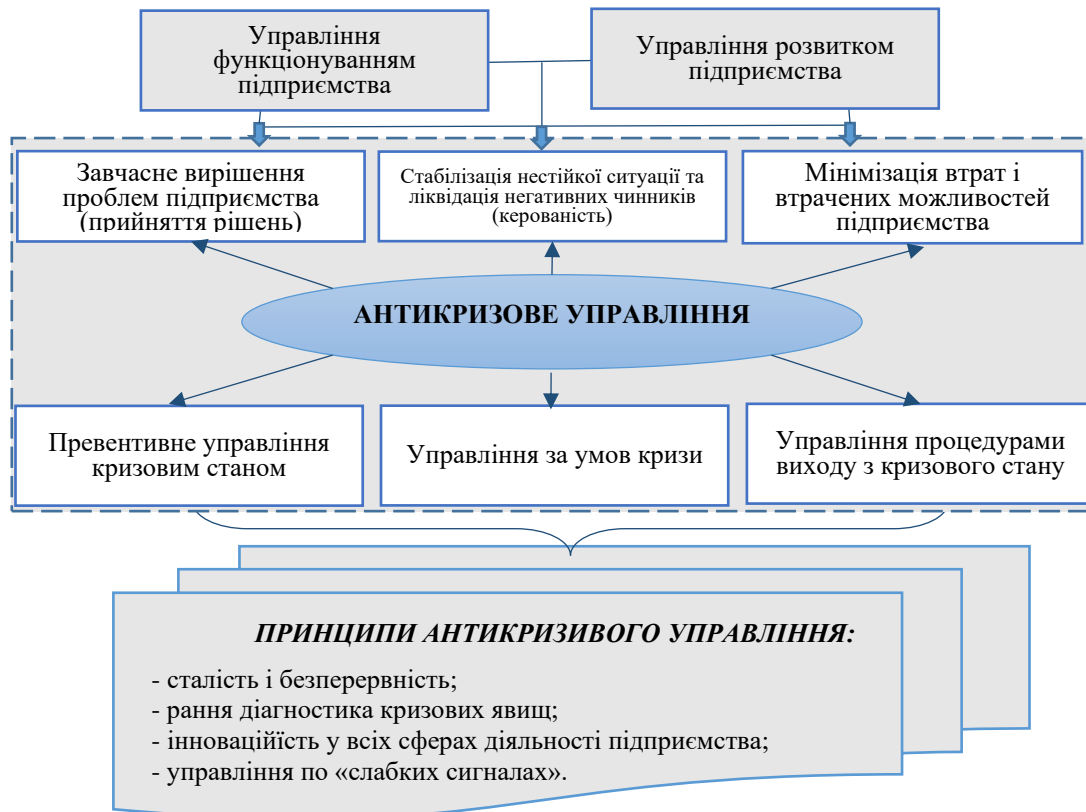 Управління
функціонуванням
підприємства
Управління розвитком
підприємства
Завчасне вирішення
проблем підприємства
(прийняття рішень)
Стабілізація нестійкої ситуації та
ліквідація негативних чинників
(керованість)
Мінімізація втрат і
втрачених можливостей
підприємства
АНТИКРИЗОВЕ УПРАВЛІННЯ
Превентивне управління
кризовим станом
Управління за умов кризи
Управління процедурами
виходу з кризового стану
ПРИНЦИПИ АНТИКРИЗИВОГО УПРАВЛІННЯ:
- сталість і безперервність;
- рання діагностика кризових явищ;
- інноваційїсть у всіх сферах діяльності підприємства;
- управління по «слабких сигналах».